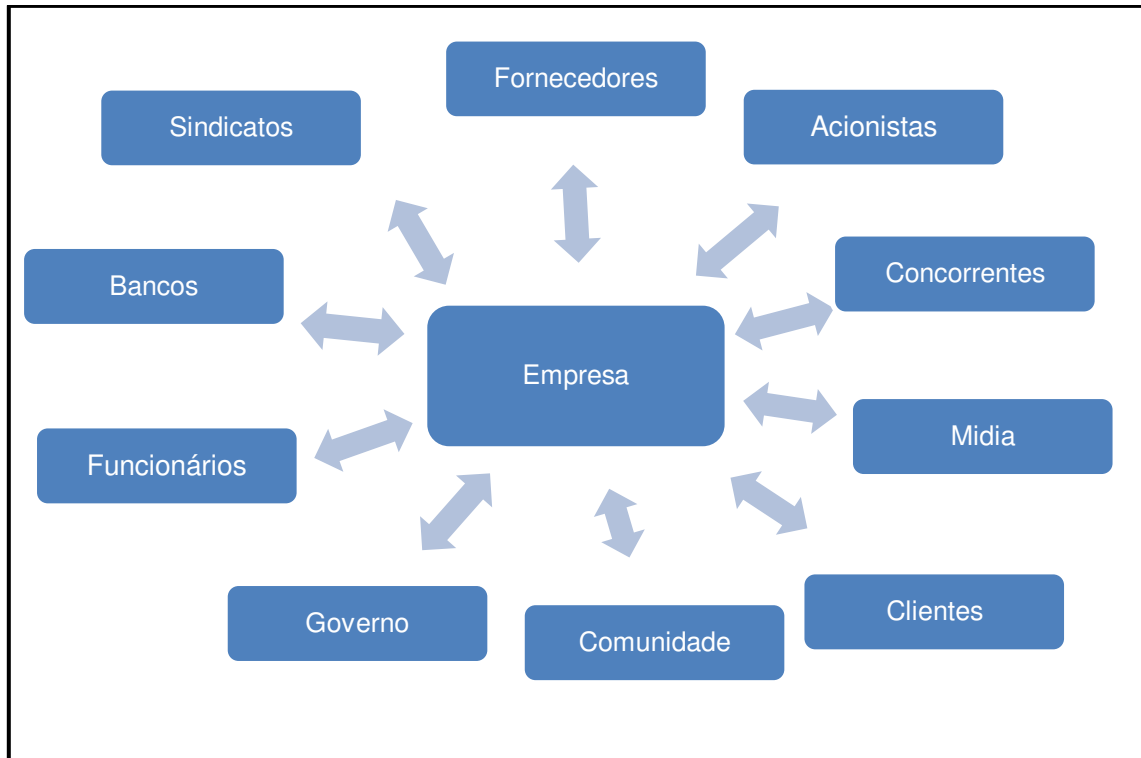 Fornecedores
Sindicatos
Acionistas
Bancos
Concorrentes
Empresa
Funcionários
Midia
Governo
Comunidade
Clientes